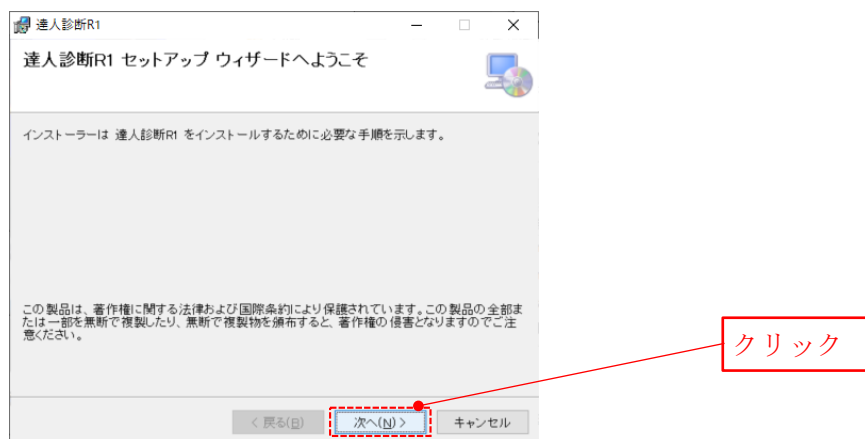 達人診断R1
達人診断R1 セットアップ ウィザードへようこそ
インストーラーは 達人診断R1 をインストールするために必要な手順を示します。
この製品は、著作権に関する法律および国際条約により保護されています。この製品の全部ま
たは一部を無断で複製したり、無断で複製物を頒布すると、著作権の侵害となりますのでご注
意ください。
クリック
< 戻る(B)
次へ(N) >
キャンセル